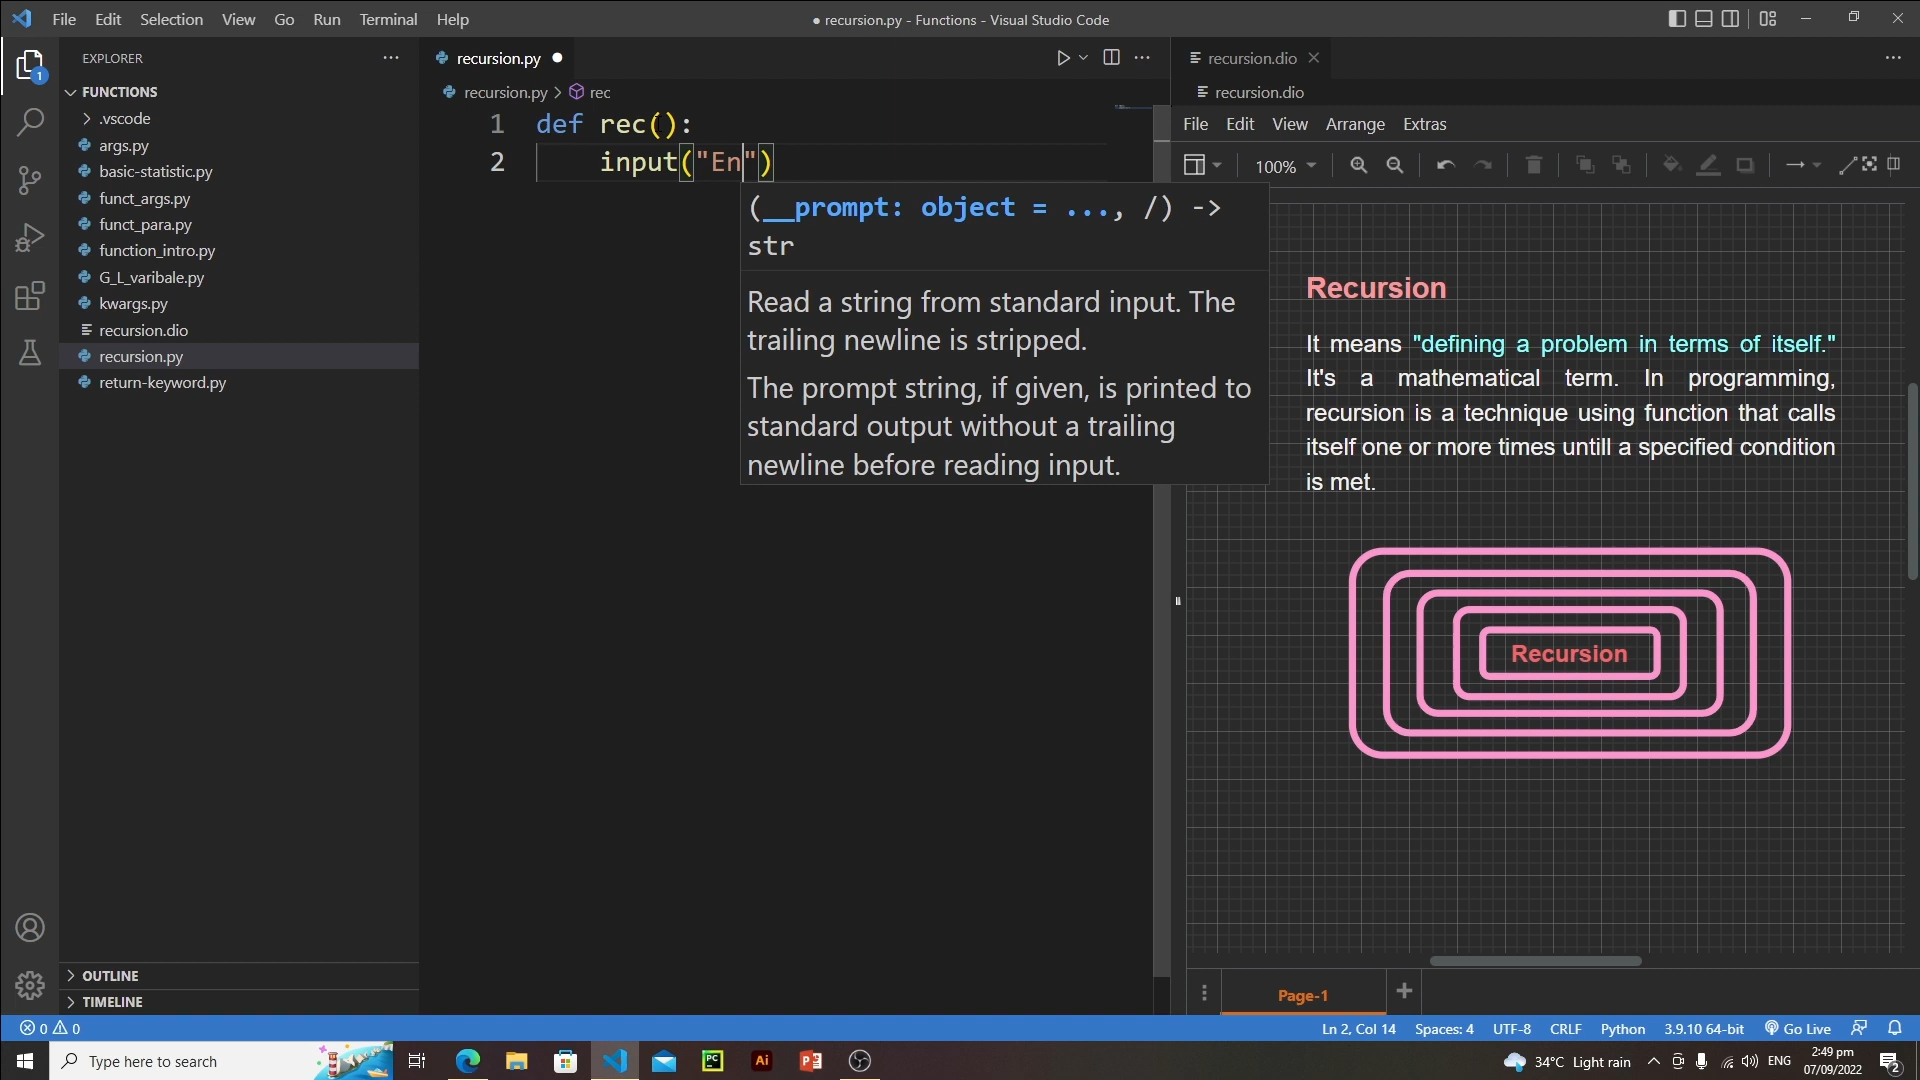 File Edit Selection View Go Run Terminal Help
● recursion.py - Functions - Visual Studio Code
EXPLORER
FUNCTIONS
.vscode
args.py
basic-statistic.py
funct_args.py
funct_para.py
function_intro.py
G_L_varibale.py
kwargs.py
recursion.dio
recursion.py
return-keyword.py
OUTLINE
TIMELINE
1
recursion.py
recursion.py > rec
1 def rec():
2 input("En")
(__prompt: object = ..., /) ->
str
Read a string from standard input. The
trailing newline is stripped.
The prompt string, if given, is printed to
standard output without a trailing
newline before reading input.
recursion.dio
recursion.dio
File Edit View Arrange Extras
100%
Recursion
It means "defining a problem in terms of itself."
It's a mathematical term. In programming,
recursion is a technique using function that calls
itself one or more times untill a specified condition
is met.
Recursion
Page-1
0 0
Ln 2, Col 14 Spaces: 4 UTF-8 CRLF Python 3.9.10 64-bit Go Live
Type here to search
PC
Ai
34°C Light rain
ENG
2:49 pm
07/09/2022
2